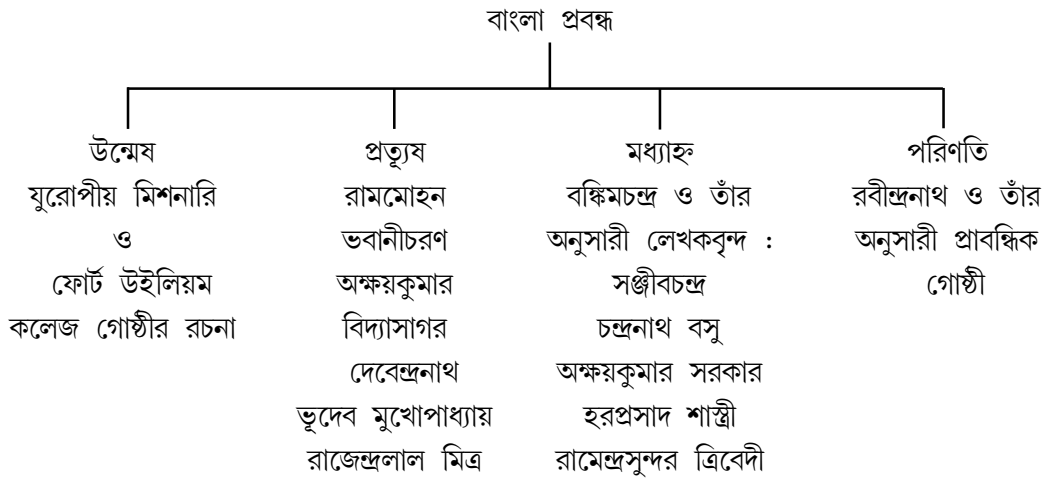 বাংলা প্রবন্ধ
উন্মেষ
যুরোপীয় মিশনারি
ও
ফোর্ট উইলিয়ম
কলেজ গোষ্ঠীর রচনা
প্রত্যূষ
রামমোহন
ভবানীচরণ
অক্ষয়কুমার
বিদ্যাসাগর
দেবেন্দ্রনাথ
ভূদেব মুখোপাধ্যায়
রাজেন্দ্রলাল মিত্র
মধ্যাহ্ন
বঙ্কিমচন্দ্র ও তাঁর
অনুসারী লেখকবৃন্দ :
সঞ্জীবচন্দ্র
চন্দ্রনাথ বসু
অক্ষয়কুমার সরকার
হরপ্রসাদ শাস্ত্রী
রামেন্দ্রসুন্দর ত্রিবেদী
পরিণতি
রবীন্দ্রনাথ ও তাঁর
অনুসারী প্রাবন্ধিক
গোষ্ঠী